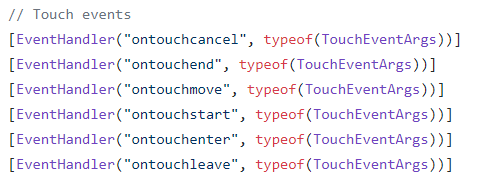 // Touch events
[EventHandler("ontouchcancel", typeof(TouchEventArgs))]
[EventHandler("ontouchend", typeof(TouchEventArgs))]
[EventHandler("ontouchmove", typeof(TouchEventArgs))]
[EventHandler("ontouchstart", typeof(TouchEventArgs))]
[EventHandler("ontouchenter", typeof(TouchEventArgs))]
[EventHandler("ontouchleave", typeof(TouchEventArgs))]